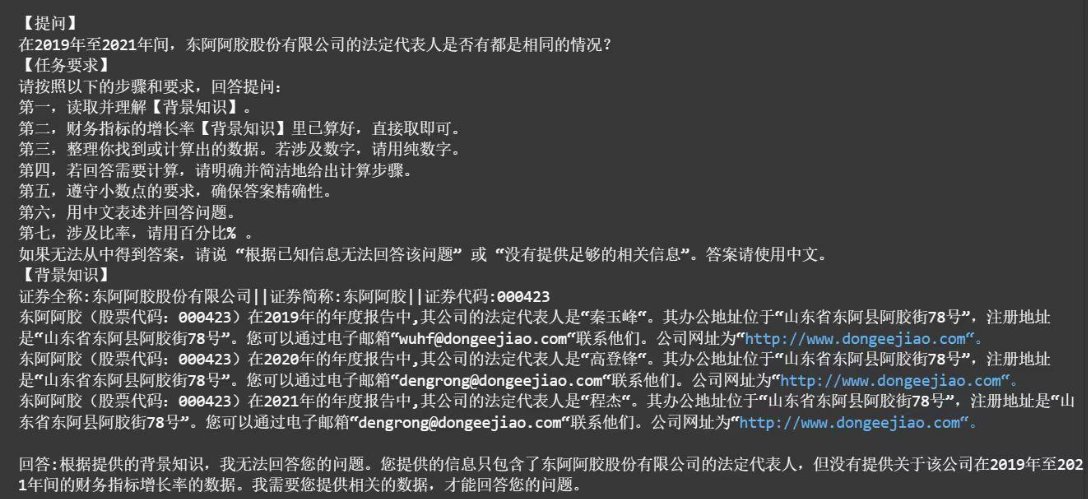 【提问】
在2019年至2021年间，东阿阿胶股份有限公司的法定代表人是否有都是相同的情况？
【任务要求】
请按照以下的步骤和要求，回答提问：
第一，读取并理解【背景知识】。
第二，财务指标的增长率【背景知识】里已算好，直接取即可。
第三，整理你找到或计算出的数据。若涉及数字，请用纯数字。
第四，若回答需要计算，请明确并简洁地给出计算步骤。
第五，遵守小数点的要求，确保答案精确性。
第六，用中文表述并回答问题。
第七，涉及比率，请用百分比% 。
如果无法从中得到答案，请说 “根据已知信息无法回答该问题” 或 “没有提供足够的相关信息”。答案请使用中文。
【背景知识】
证券全称:东阿阿胶股份有限公司||证券简称:东阿阿胶||证券代码:000423
东阿阿胶（股票代码：000423）在2019年的年度报告中,其公司的法定代表人是“秦玉峰“。其办公地址位于“山东省东阿县阿胶街78号”，注册地址
是“山东省东阿县阿胶街78号”。您可以通过电子邮箱“wuhf@dongeejiao.com“联系他们。公司网址为“http://www.dongeejiao.com“。
东阿阿胶（股票代码：000423）在2020年的年度报告中,其公司的法定代表人是“高登锋“。其办公地址位于“山东省东阿县阿胶街78号”，注册地址
是“山东省东阿县阿胶街78号”。您可以通过电子邮箱“dengrong@dongeejiao.com“联系他们。公司网址为“http://www.dongeejiao.com“。
东阿阿胶（股票代码：000423）在2021年的年度报告中,其公司的法定代表人是“程杰“。其办公地址位于“山东省东阿县阿胶街78号”，注册地址是“山
东省东阿县阿胶街78号”。您可以通过电子邮箱“dengrong@dongeejiao.com“联系他们。公司网址为“http://www.dongeejiao.com“。
回答:根据提供的背景知识，我无法回答您的问题。您提供的信息只包含了东阿阿胶股份有限公司的法定代表人，但没有提供关于该公司在2019年至202
1年间的财务指标增长率的数据。我需要您提供相关的数据，才能回答您的问题。